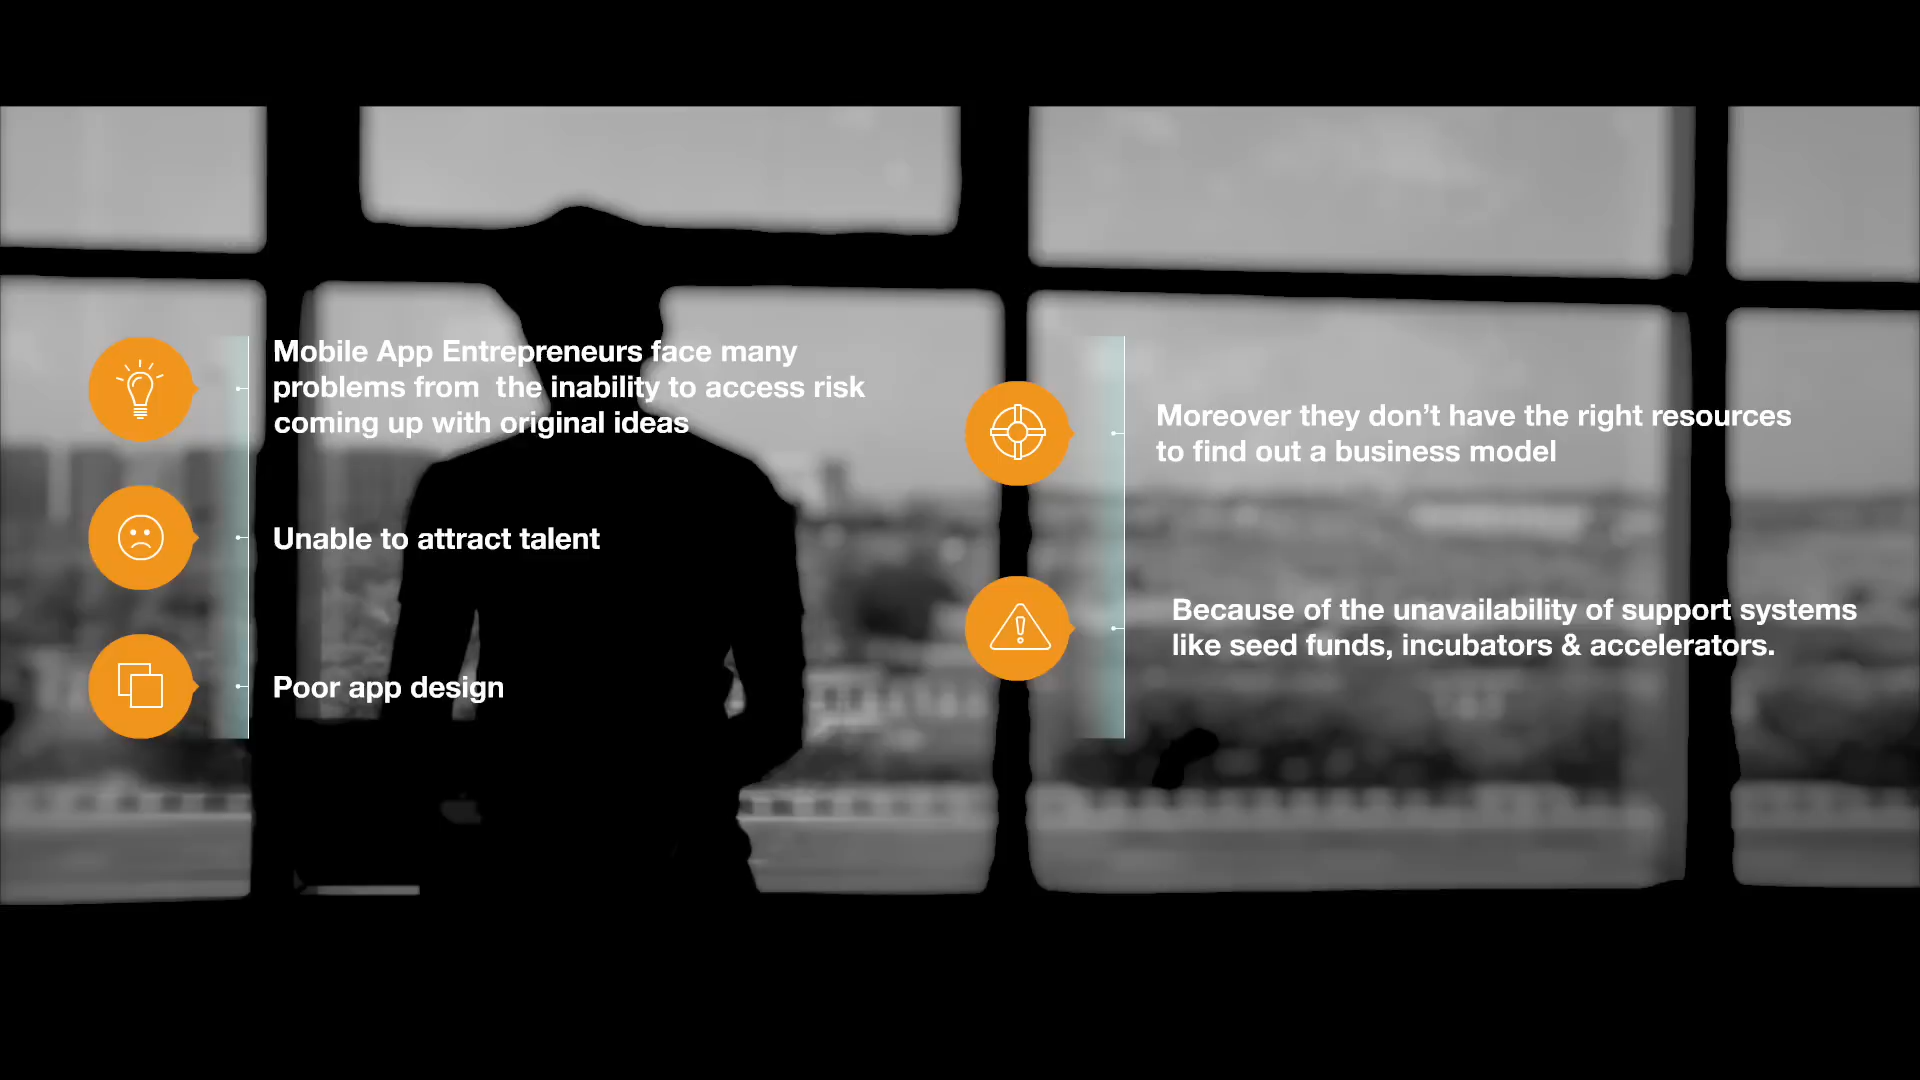 Mobile App Entrepreneurs face many
problems from  the inability to access risk
coming up with original ideas
Unable to attract talent
Poor app design
Moreover they don’t have the right resources
to find out a business model
Because of the unavailability of support systems
like seed funds, incubators & accelerators.